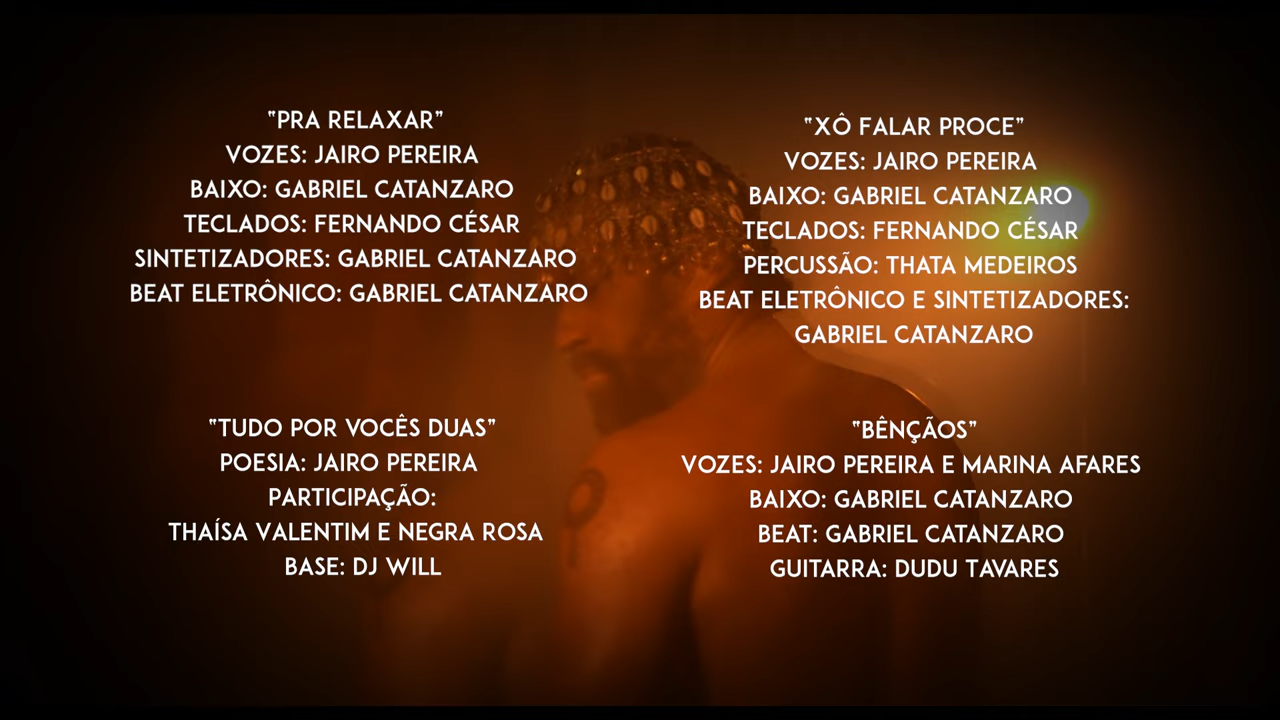 "PRA RELAXAR"
VOZES: JAIRO PEREIRA
BAIXO: GABRIEL CATANZARO
TECLADOS: FERNANDO CÉSAR
SINTETIZADORES: GABRIEL CATANZARO
BEAT ELETRÔNICO: GABRIEL CATANZARO
"XÔ FALAR PROCE"
VOZES: JAIRO PEREIRA
BAIXO: GABRIEL CATANZARO
TECLADOS: FERNANDO CÉSAR
PERCUSSÃO: THATA MEDEIROS
BEAT ELETRÔNICO E SINTETIZADORES:
GABRIEL CATANZARO
"TUDO POR VOCÊS DUAS"
POESIA: JAIRO PEREIRA
PARTICIPAÇÃO:
THAÍSA VALENTIM E NEGRA ROSA
BASE: DJ WILL
"BÊNÇÃOS"
VOZES: JAIRO PEREIRA E MARINA AFARES
BAIXO: GABRIEL CATANZARO
BEAT: GABRIEL CATANZARO
GUITARRA: DUDU TAVARES